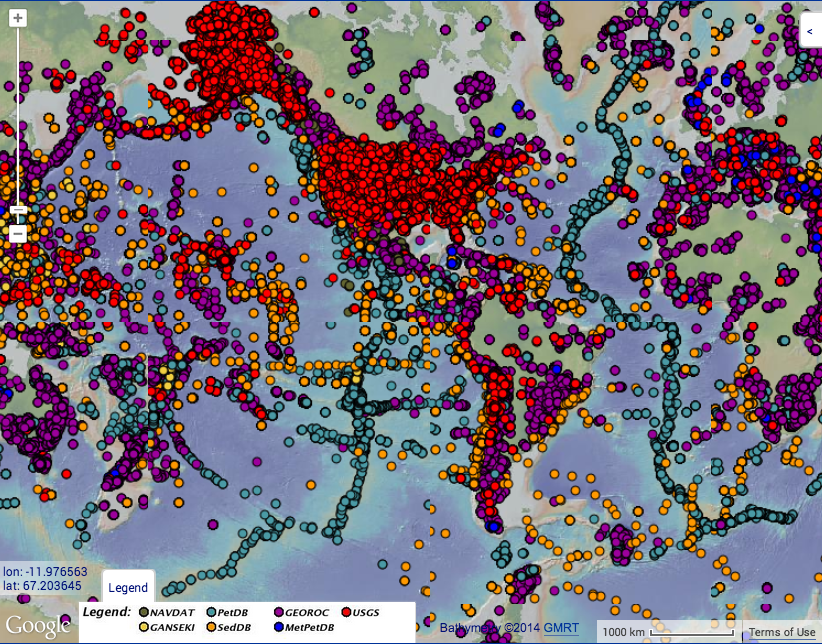 +
<
−
lon: -11.976563
lat: 67.203645
Legend
Legend: NAVDAT PetDB GEOROC USGS
GANSEKI SedDB MetPetDB
Google
Bathymetry ©2014 GMRT
1000 km
Terms of Use